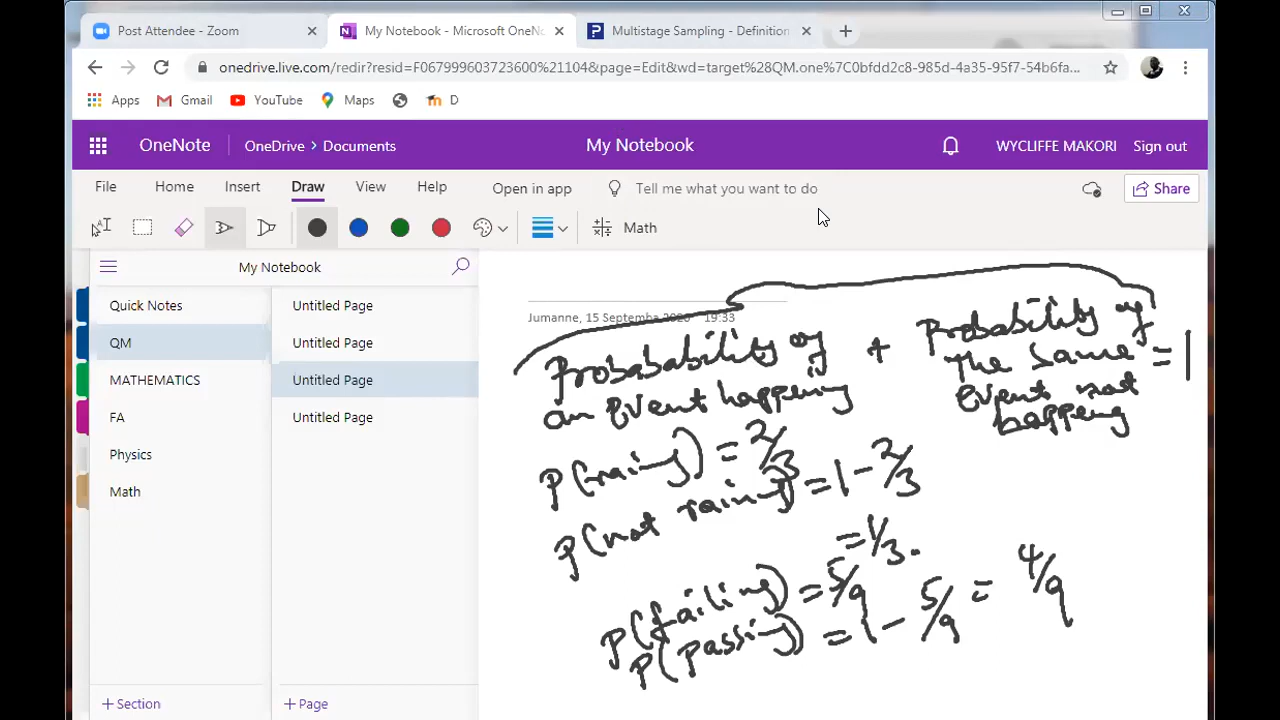 Post Attendee - Zoom
My Notebook - Microsoft OneNo
Multistage Sampling - Definition
onedrive.live.com/redir?resid=F067999603723600%21104&page=Edit&wd=target%28QM.one%7C0bfdd2c8-985d-4a35-95f7-54b6fa...
Apps Gmail YouTube Maps D
OneNote OneDrive > Documents My Notebook WYCLIFFE MAKORI Sign out
File Home Insert Draw View Help Open in app Tell me what you want to do Share
Math
My Notebook
Quick Notes
QM
MATHEMATICS
FA
Physics
Math
+ Section
Untitled Page
Untitled Page
Untitled Page
Untitled Page
+ Page
Jumanne, 15 Septemba 2020 19:33
Probabability of an Event happening + Probability of the same Event not happening = 1
P(raing) = 2/3
P(not raing) = 1 - 2/3
= 1/3.
P(failing) = 5/9
P(passing) = 1 - 5/9 = 4/9